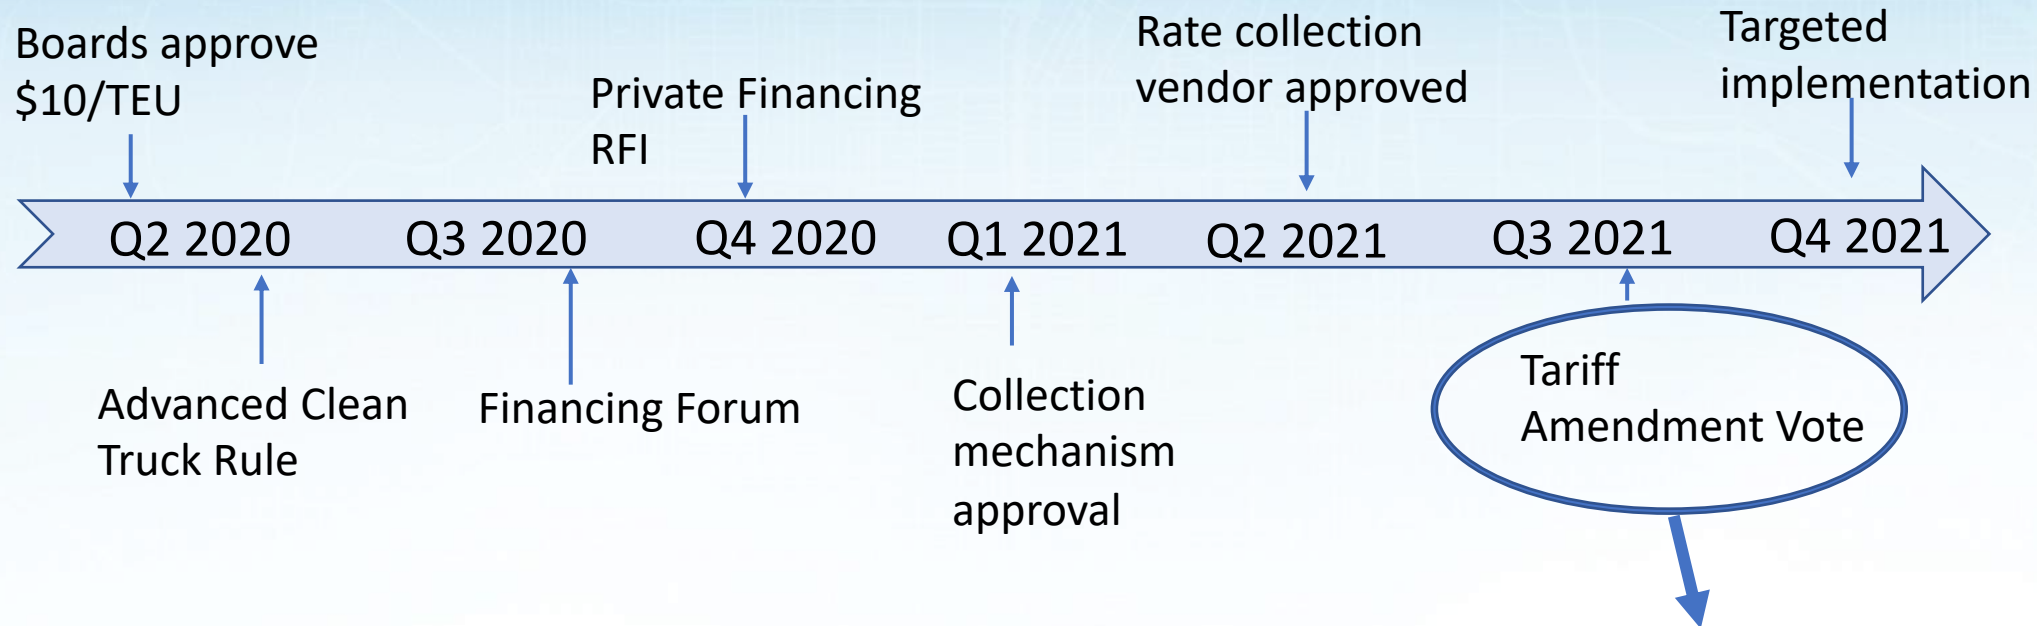 Boards approve
$10/TEU
Private Financing
RFI
Rate collection
vendor approved
Targeted
implementation
Q2 2020
Q3 2020
Q4 2020
Q1 2021
Q2 2021
Q3 2021
Q4 2021
Advanced Clean
Truck Rule
Financing Forum
Collection
mechanism
approval
Tariff
Amendment Vote